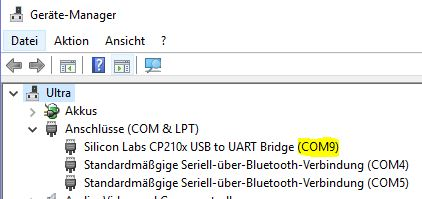 Geräte-Manager
Datei Aktion Ansicht ?
Ultra
Akkus
Anschlüsse (COM & LPT)
Silicon Labs CP210x USB to UART Bridge (COM9)
Standardmäßige Seriell-über-Bluetooth-Verbindung (COM4)
Standardmäßige Seriell-über-Bluetooth-Verbindung (COM5)